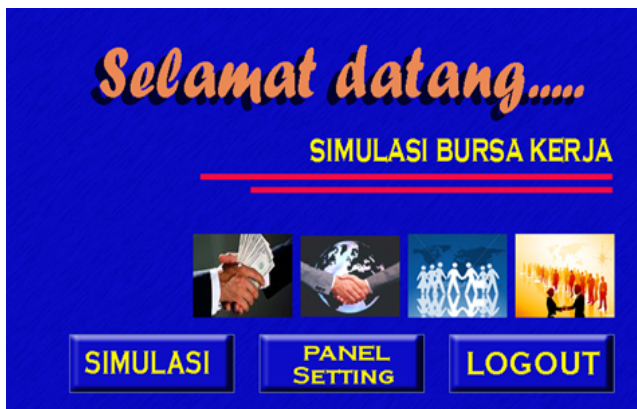 Selamat datang.....
SIMULASI BURSA KERJA
SIMULASI
PANEL
SETTING
LOGOUT